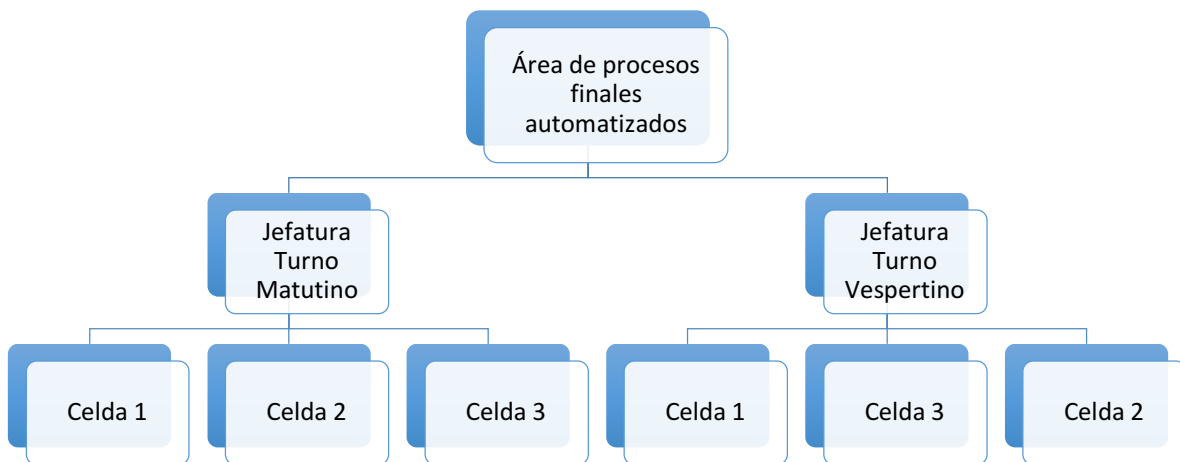 Área de procesos
finales
automatizados
Jefatura
Turno
Matutino
Jefatura
Turno
Vespertino
Celda 1
Celda 2
Celda 3
Celda 1
Celda 3
Celda 2